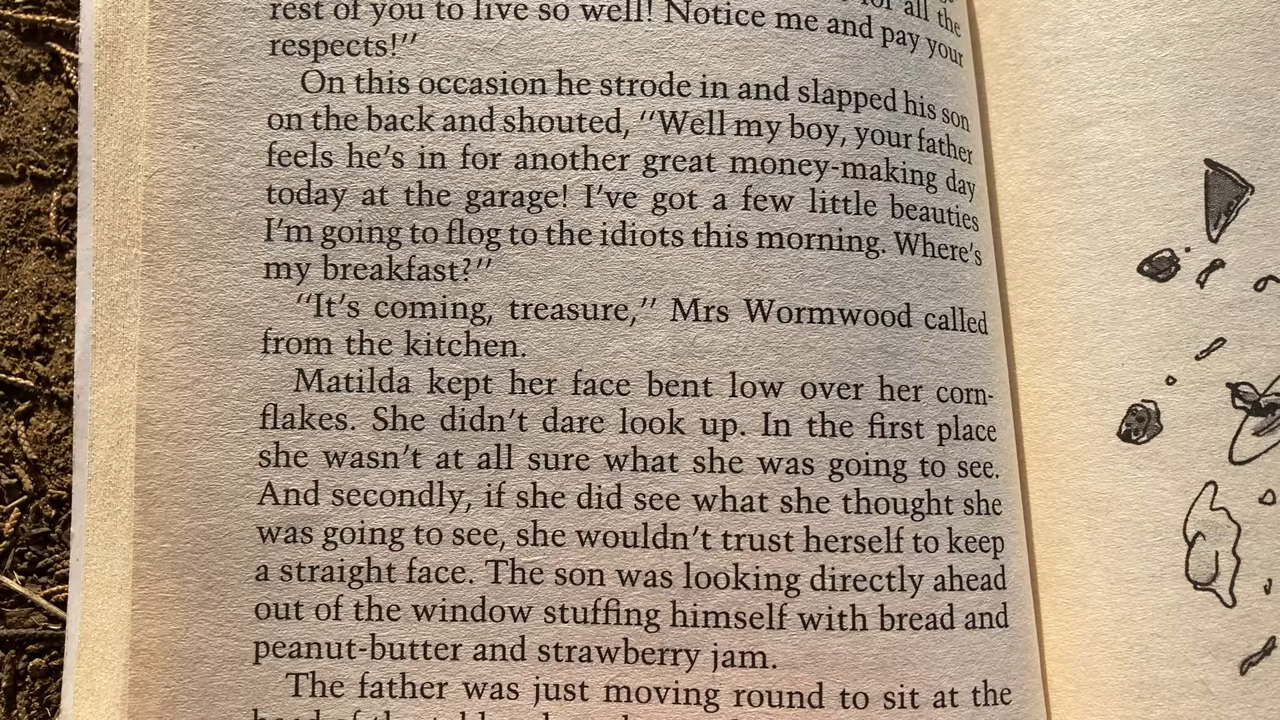 for all the
rest of you to live so well! Notice me and pay your
respects!"
On this occasion he strode in and slapped his son
on the back and shouted, "Well my boy, your father
feels he's in for another great money-making day
today at the garage! I've got a few little beauties
I'm going to flog to the idiots this morning. Where's
my breakfast?"
"It's coming, treasure," Mrs Wormwood called
from the kitchen.
Matilda kept her face bent low over her corn-
flakes. She didn't dare look up. In the first place
she wasn't at all sure what she was going to see.
And secondly, if she did see what she thought she
was going to see, she wouldn't trust herself to keep
a straight face. The son was looking directly ahead
out of the window stuffing himself with bread and
peanut-butter and strawberry jam.
The father was just moving round to sit at the